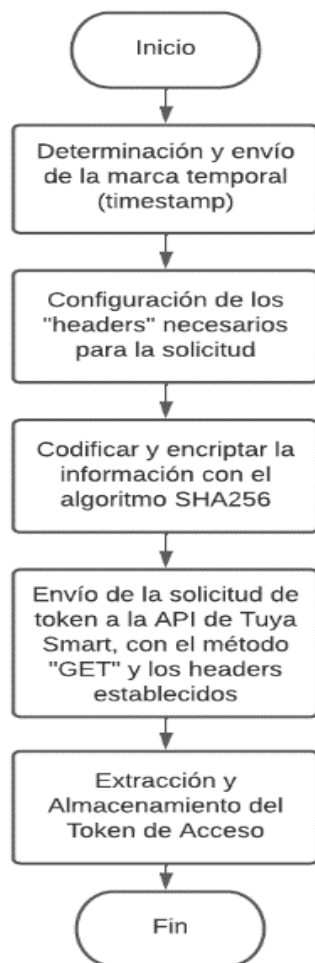 Inicio
Determinación y envío
de la marca temporal
(timestamp)
Configuración de los
"headers" necesarios
para la solicitud
Codificar y encriptar la
información con el
algoritmo SHA256
Envío de la solicitud de
token a la API de Tuya
Smart, con el método
"GET" y los headers
establecidos
Extracción y
Almacenamiento del
Token de Acceso
Fin